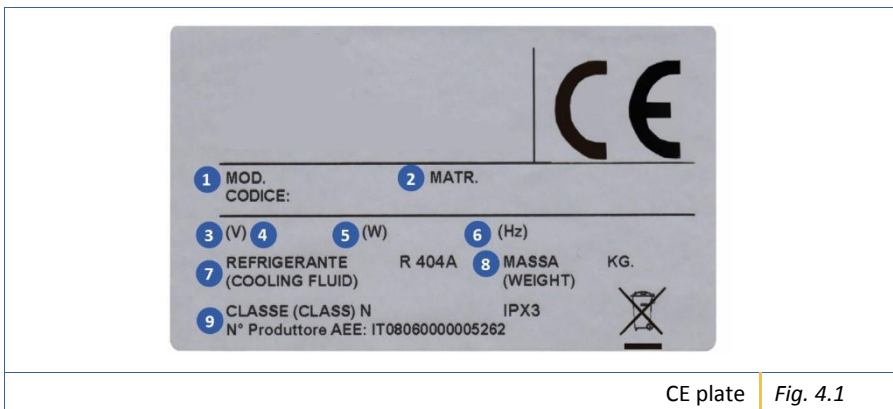 CE
1 MOD. 2 MATR.
CODICE:
3 (V) 4 5 (W) 6 (Hz)
7 REFRIGERANTE R 404A 8 MASSA KG.
(COOLING FLUID) (WEIGHT)
9 CLASSE (CLASS) N IPX3
N° Produttore AEE: IT08060000005262
CE plate Fig. 4.1